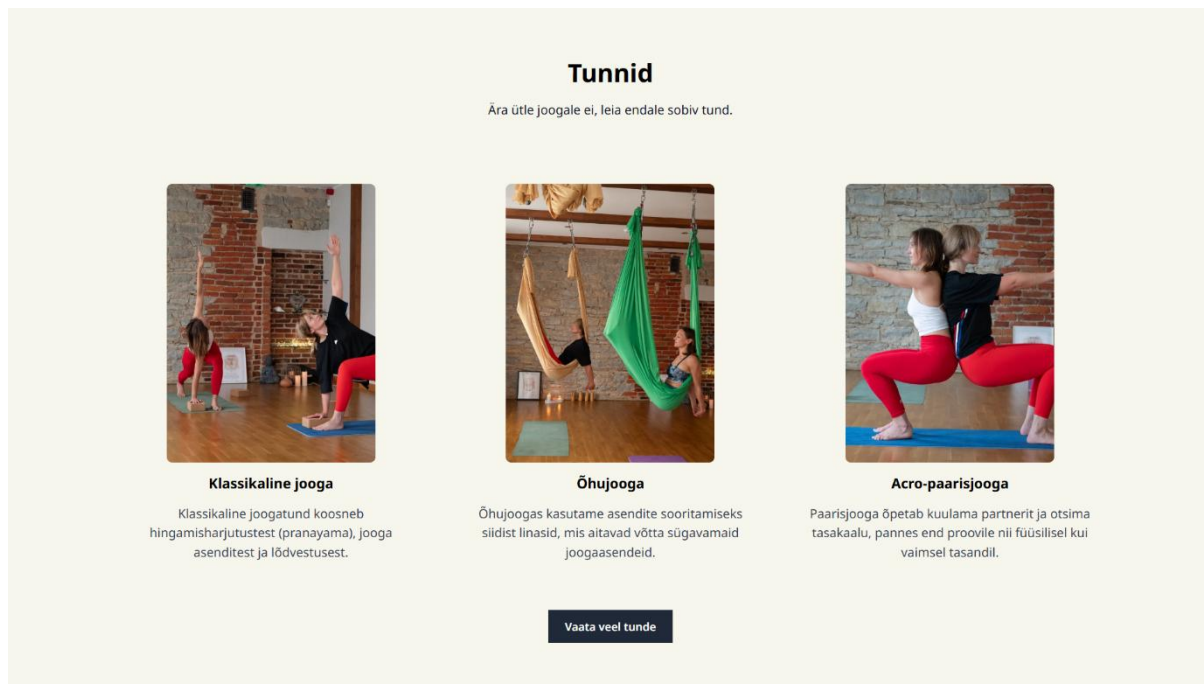 Tunnid
Ära ütle joogale ei, leia endale sobiv tund.
Klassikaline jooga
Klassikaline joogatund koosneb
hingamisharjutustest (pranayama), jooga
asenditest ja lõdvestusest.
Õhujooga
Õhujoogas kasutame asendite sooritamiseks
siidist linasid, mis aitavad võtta sügavamaid
joogaasendeid.
Acro-paarisjooga
Paarisjooga õpetab kuulama partnerit ja otsima
tasakaalu, pannes end proovile nii füüsilisel kui
vaimsel tasandil.
Vaata veel tunde